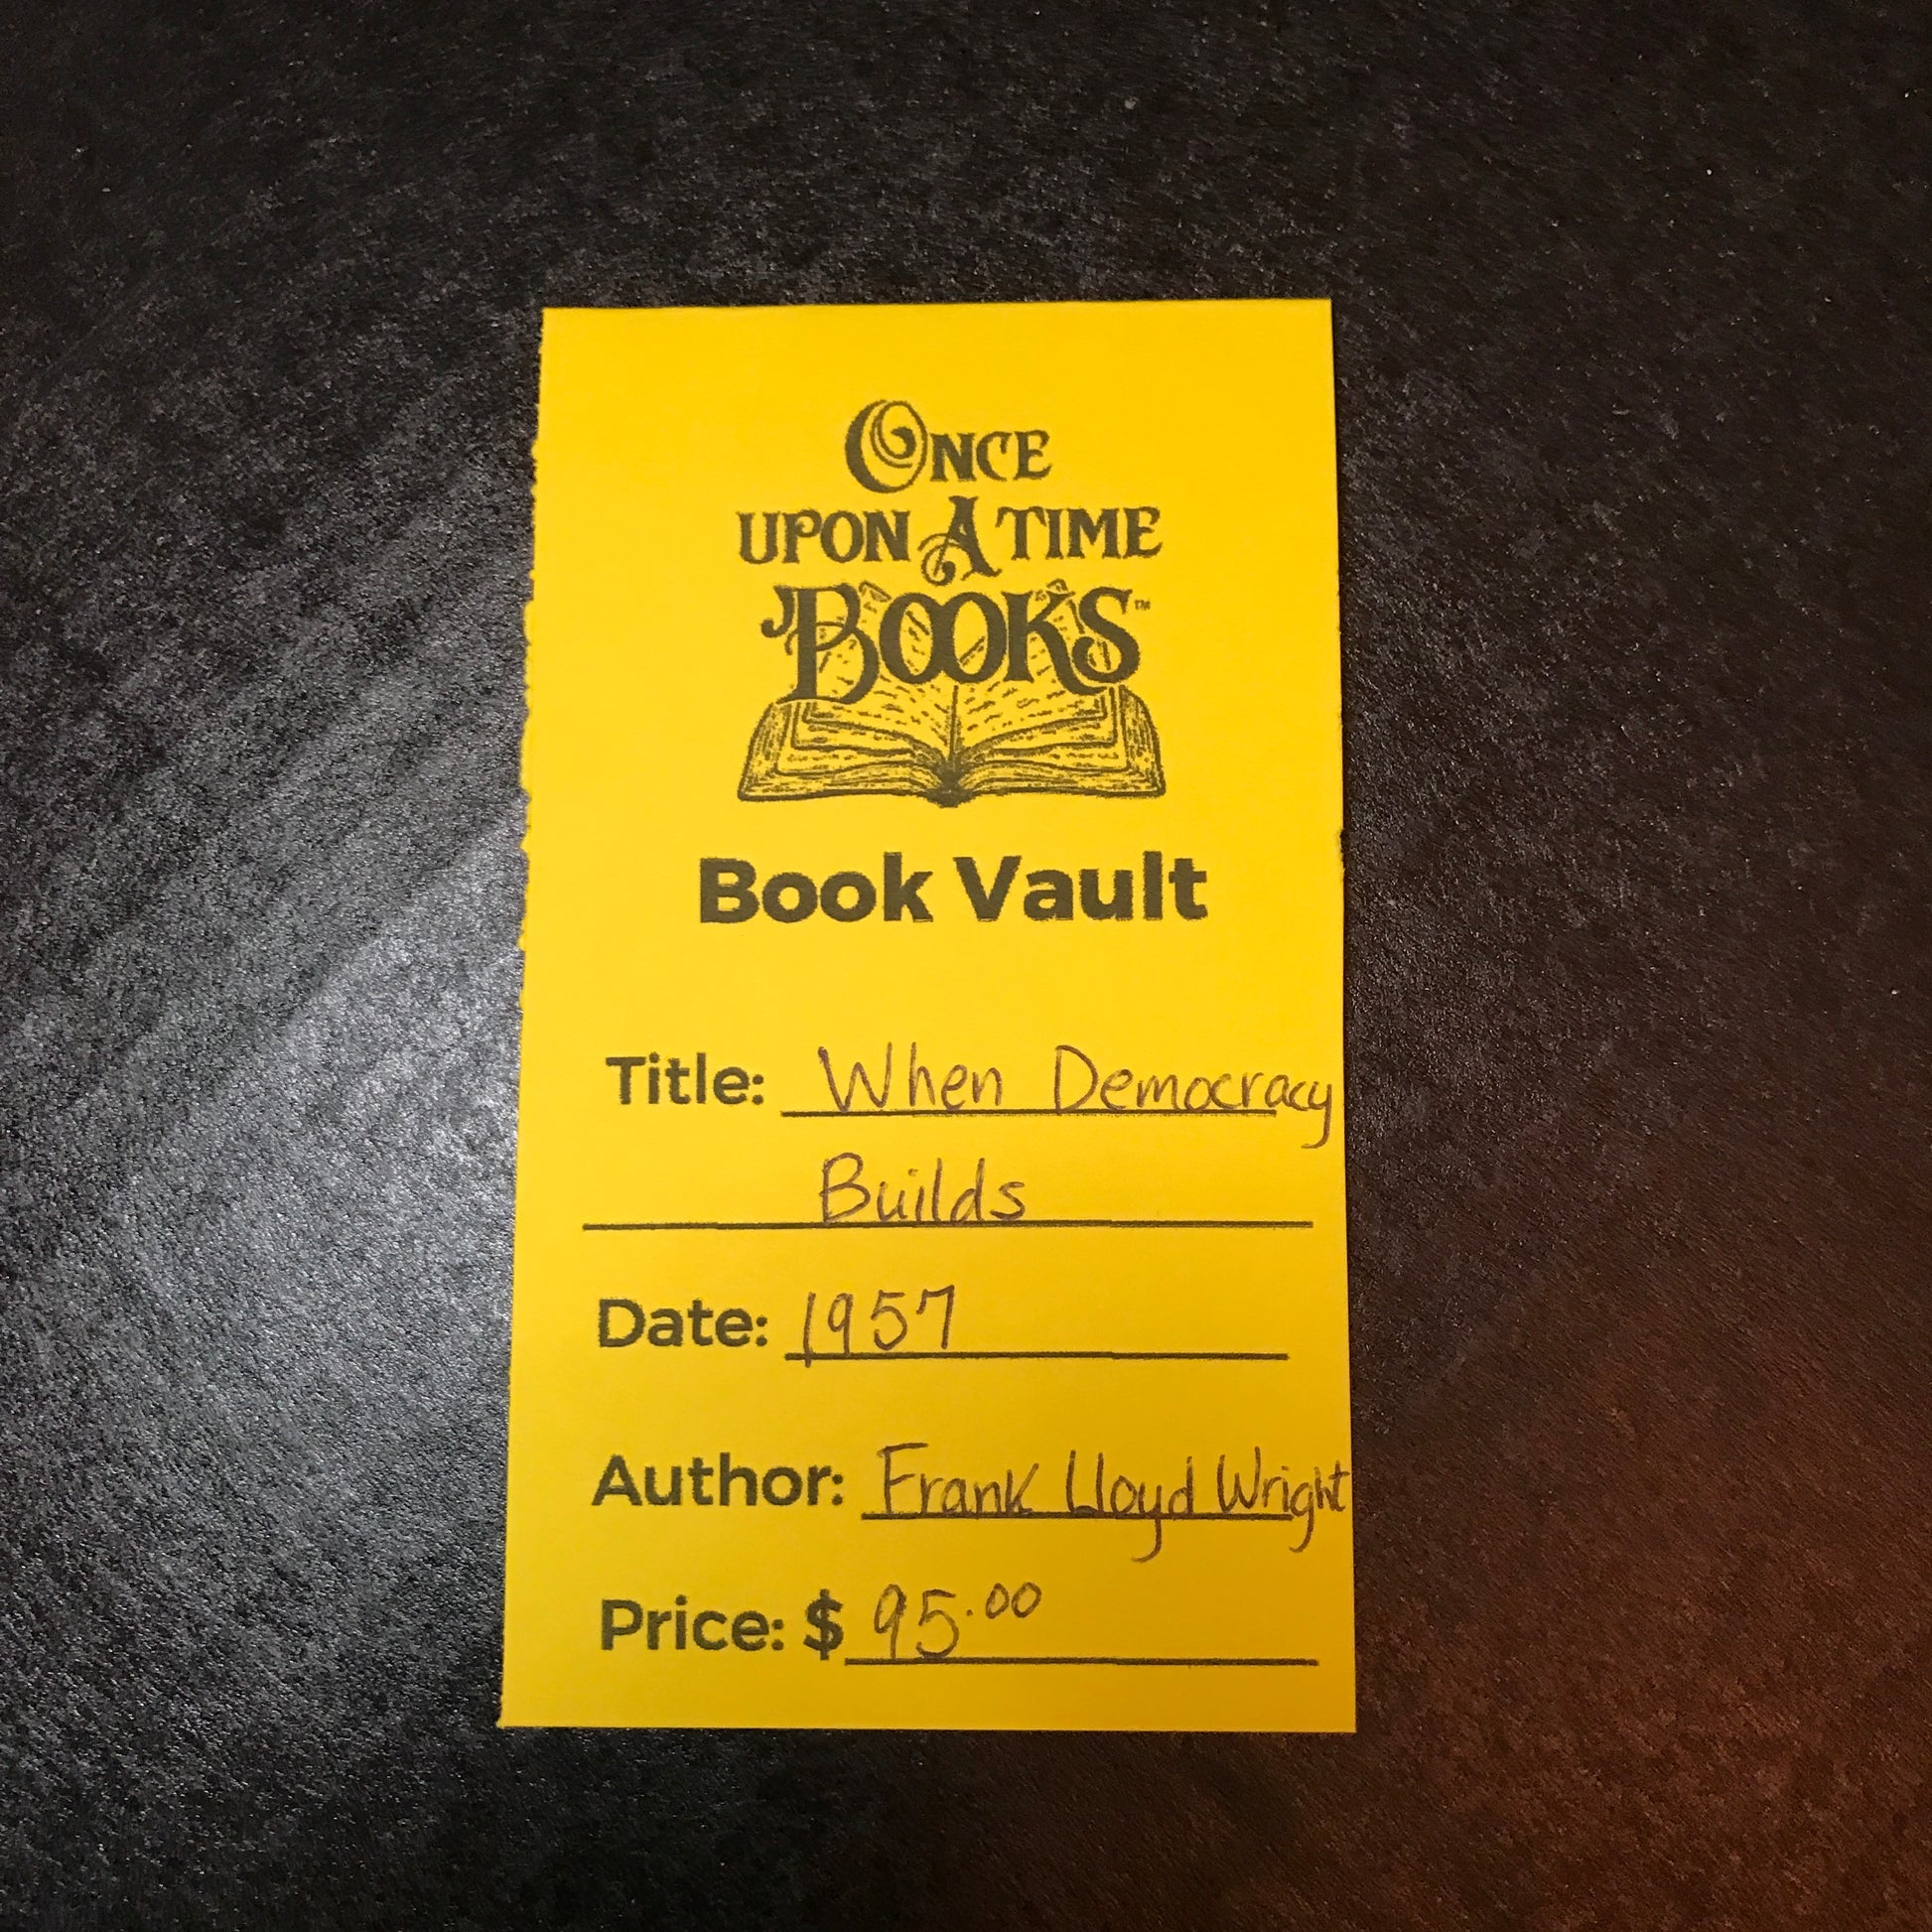 ONCE
UPON A TIME
BOOKS™
Book Vault
Title: When Democracy
Builds
Date: 1957
Author: Frank Lloyd Wright
Price: $ 95.00